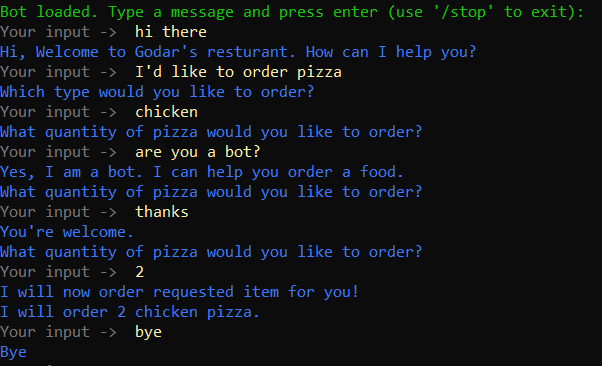 Bot loaded. Type a message and press enter (use '/stop' to exit):
Your input -> hi there
Hi, Welcome to Godar's resturant. How can I help you?
Your input -> I'd like to order pizza
Which type would you like to order?
Your input -> chicken
What quantity of pizza would you like to order?
Your input -> are you a bot?
Yes, I am a bot. I can help you order a food.
What quantity of pizza would you like to order?
Your input -> thanks
You're welcome.
What quantity of pizza would you like to order?
Your input -> 2
I will now order requested item for you!
I will order 2 chicken pizza.
Your input -> bye
Bye